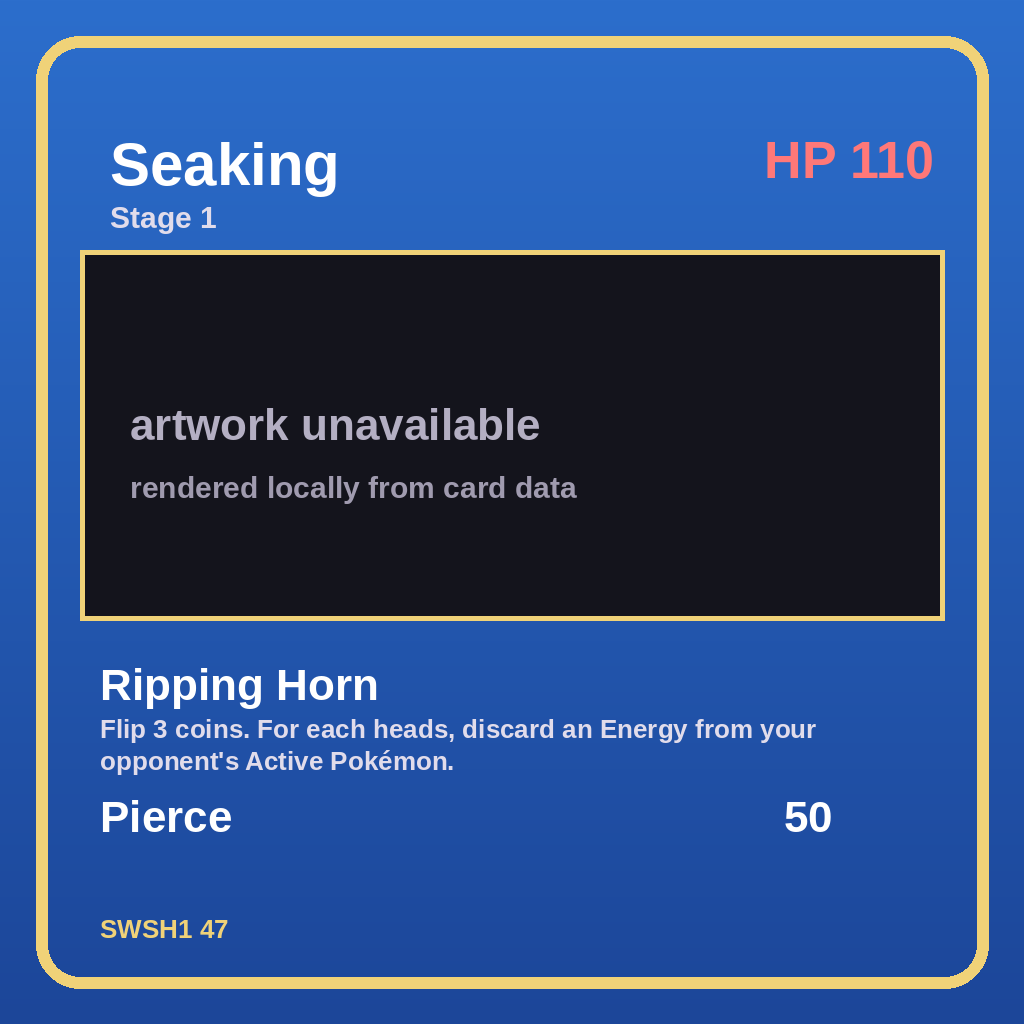 Seaking
HP 110
Stage 1
artwork unavailable
rendered locally from card data
Ripping Horn
Flip 3 coins. For each heads, discard an Energy from your
opponent's Active Pokémon.
Pierce
50
SWSH1 47